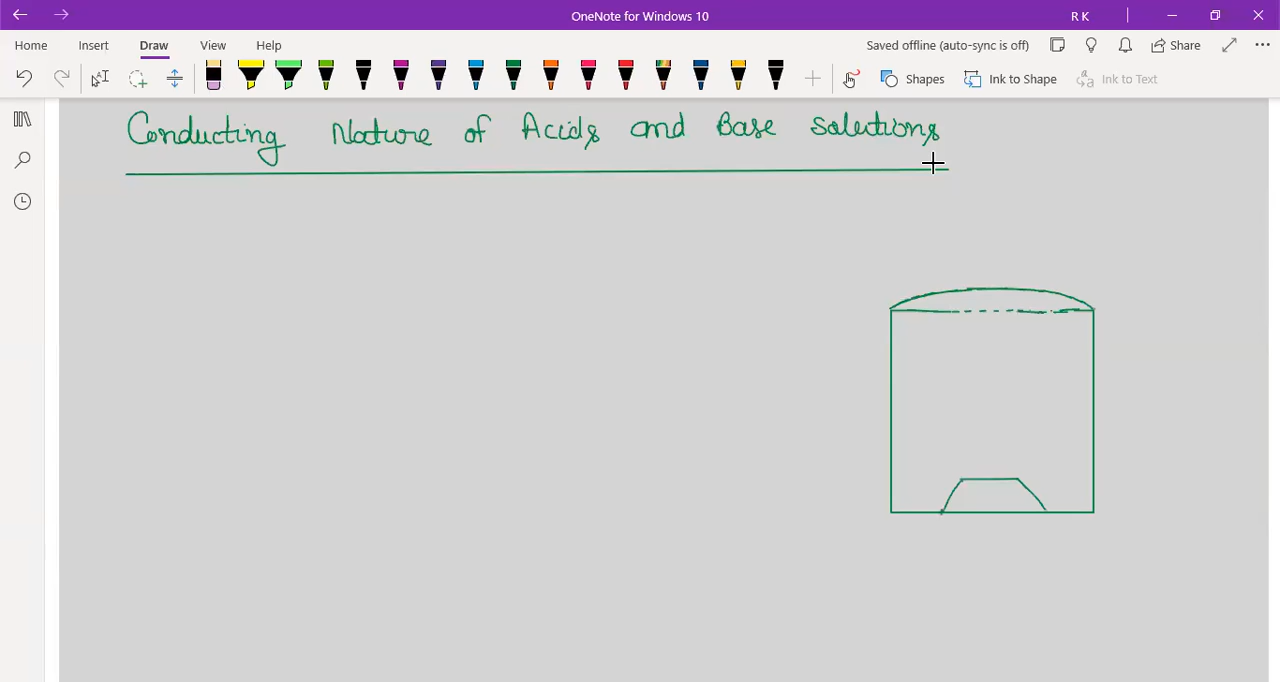 OneNote for Windows 10
R K
Home Insert Draw View Help
Saved offline (auto-sync is off)
Share
Shapes
Ink to Shape
Ink to Text
Conducting Nature of Acids and Base Solutions